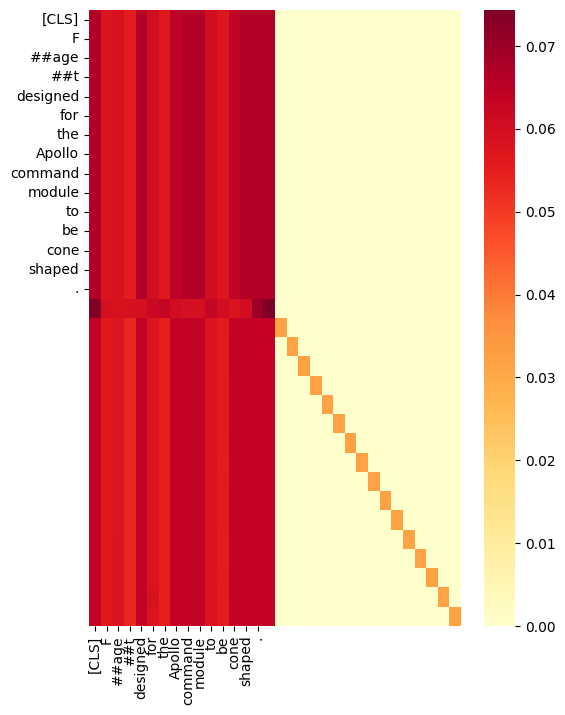 [CLS]
F
##age
##t
designed
for
the
Apollo
command
module
to
be
cone
shaped
.
0.07
0.06
0.05
0.04
0.03
0.02
0.01
0.00
[CLS]
F
##age
##t
designed
for
the
Apollo
command
module
to
be
cone
shaped
.